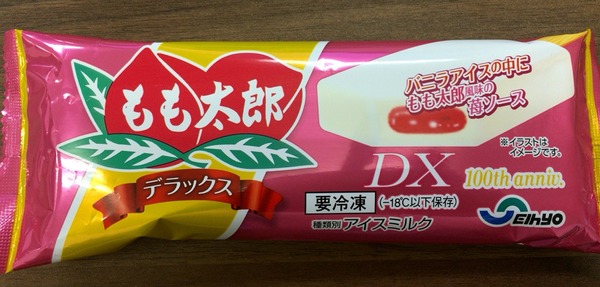 もも太郎
デラックス
バニラアイスの中に
もも太郎風味の
苺ソース
※イラストは
イメージです。
DX
100th anniv.
要冷凍 (-18℃以下保存)
種類別 アイスミルク
SEIHYO